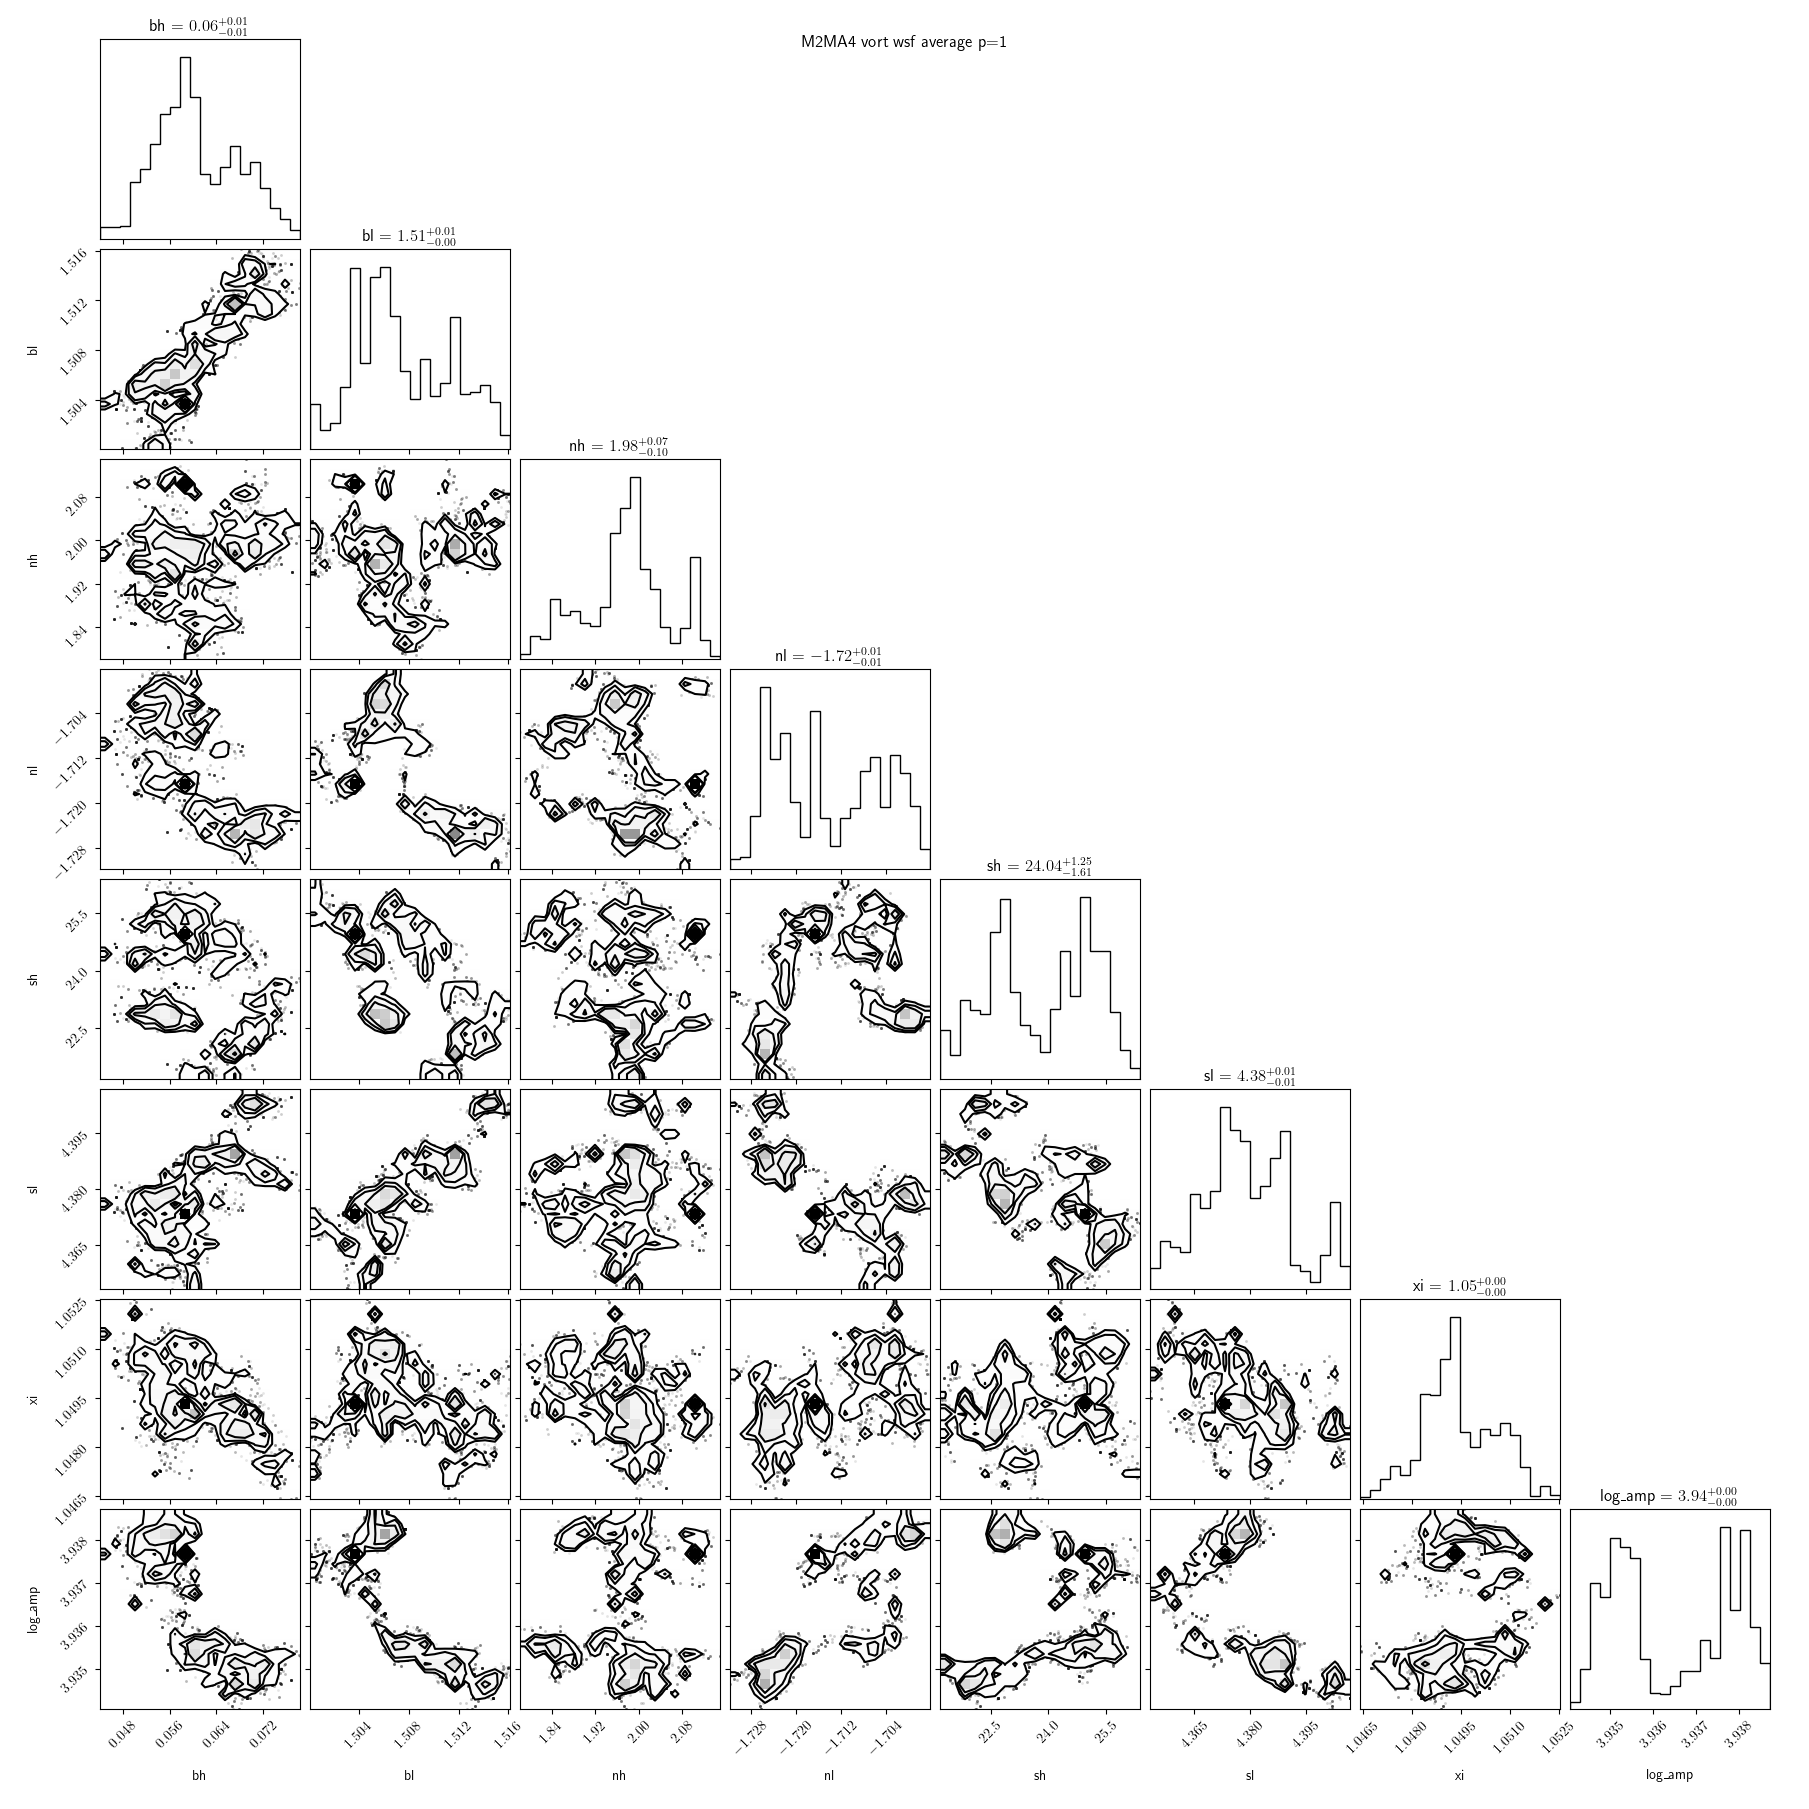 bh = 0.06+0.01 −0.01
M2MA4 vort wsf average p=1
bl = 1.51+0.01 −0.00
1.516
1.512
1.508
1.504
bl
nh = 1.98+0.07 −0.10
2.08
2.00
1.92
1.84
nh
nl = −1.72+0.01 −0.01
−1.704
−1.712
−1.720
−1.728
nl
sh = 24.04+1.25 −1.61
25.5
24.0
22.5
sh
sl = 4.38+0.01 −0.01
4.395
4.380
4.365
sl
xi = 1.05+0.00 −0.00
1.0525
1.0510
1.0495
1.0480
1.0465
xi
log_amp = 3.94+0.00 −0.00
3.938
3.937
3.936
3.935
log_amp
0.048 0.056 0.064 0.072
1.504 1.508 1.512 1.516
1.84 1.92 2.00 2.08
−1.728 −1.720 −1.712 −1.704
22.5 24.0 25.5
4.365 4.380 4.395
1.0465 1.0480 1.0495 1.0510 1.0525
3.935 3.936 3.937 3.938
bh bl nh nl sh sl xi log_amp